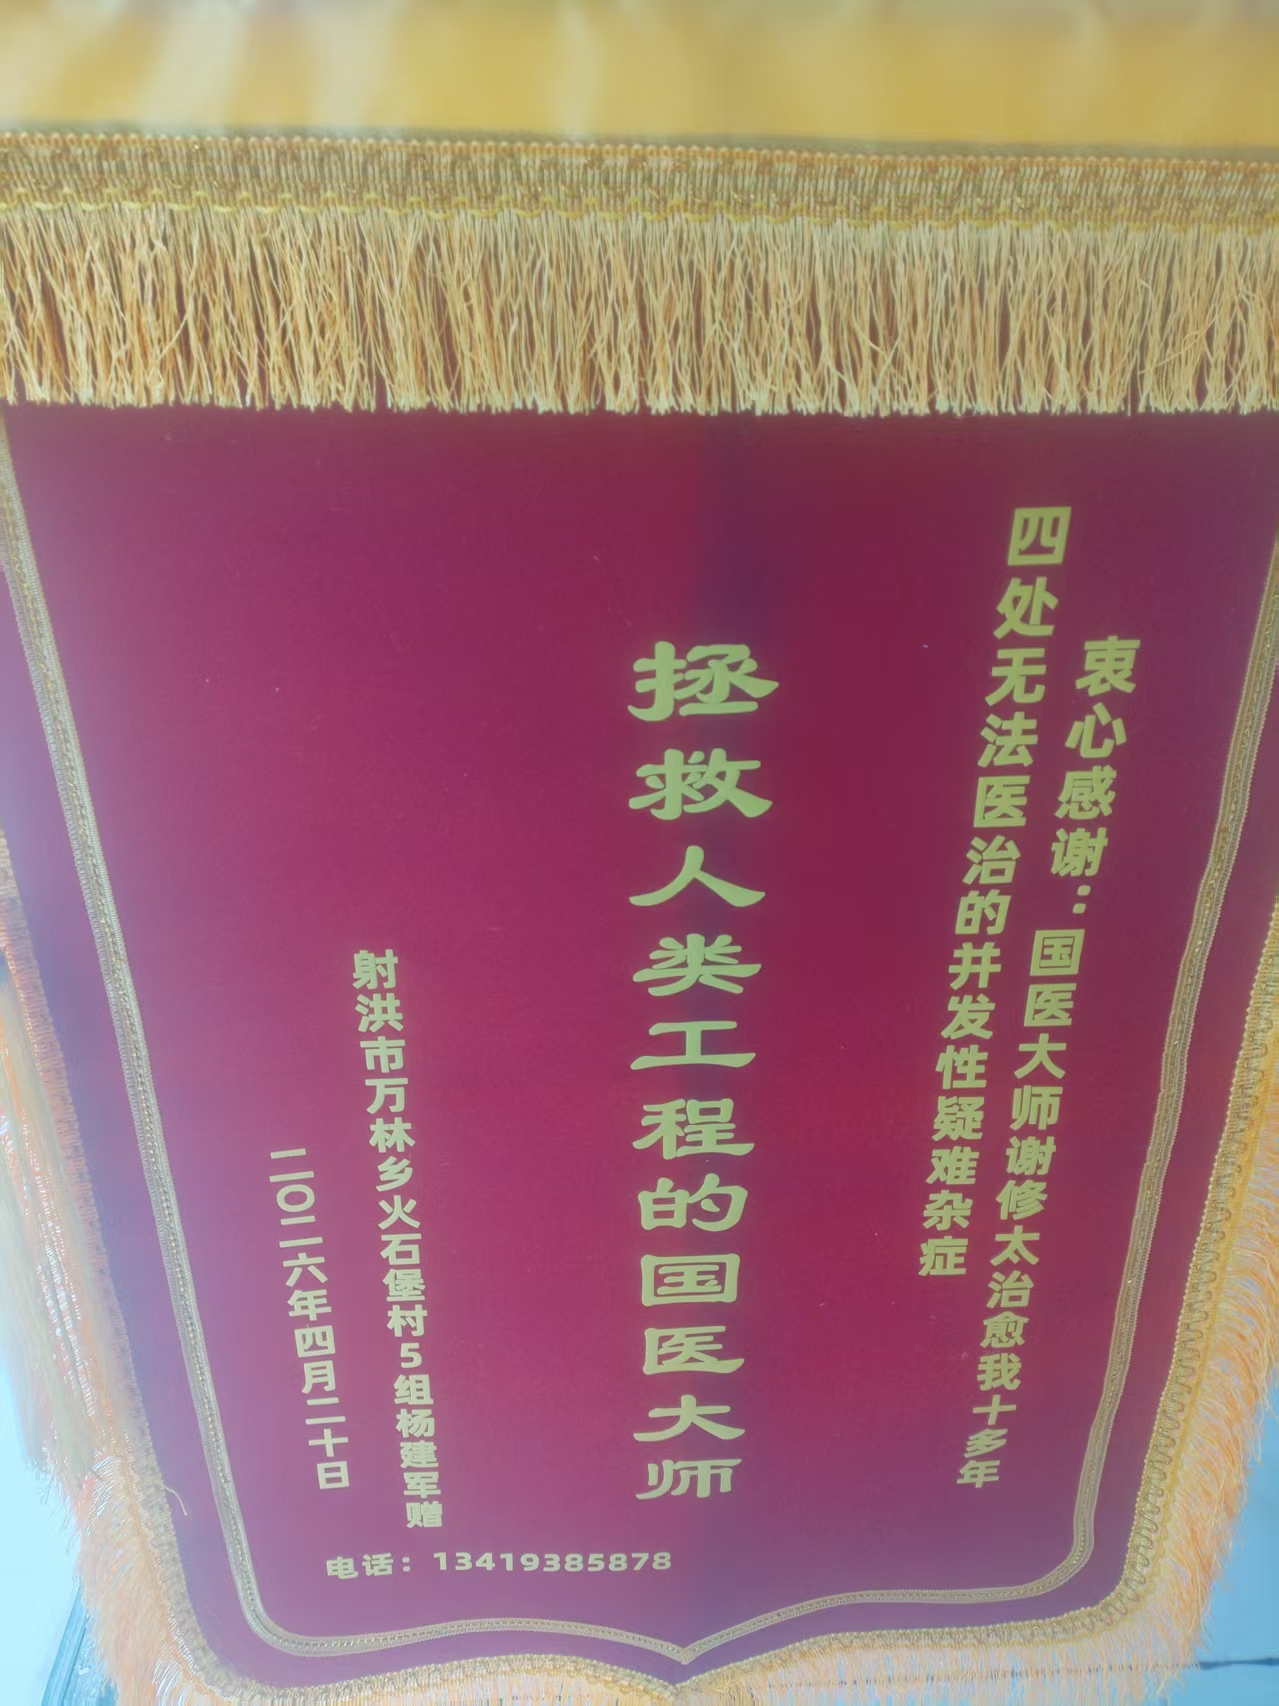 衷心感谢：国医大师谢修太治愈我十多年
四处无法医治的并发性疑难杂症
拯救人类工程的国医大师
射洪市万林乡火石堡村5组杨建军赠
二〇二六年四月二十日
电话：13419385878